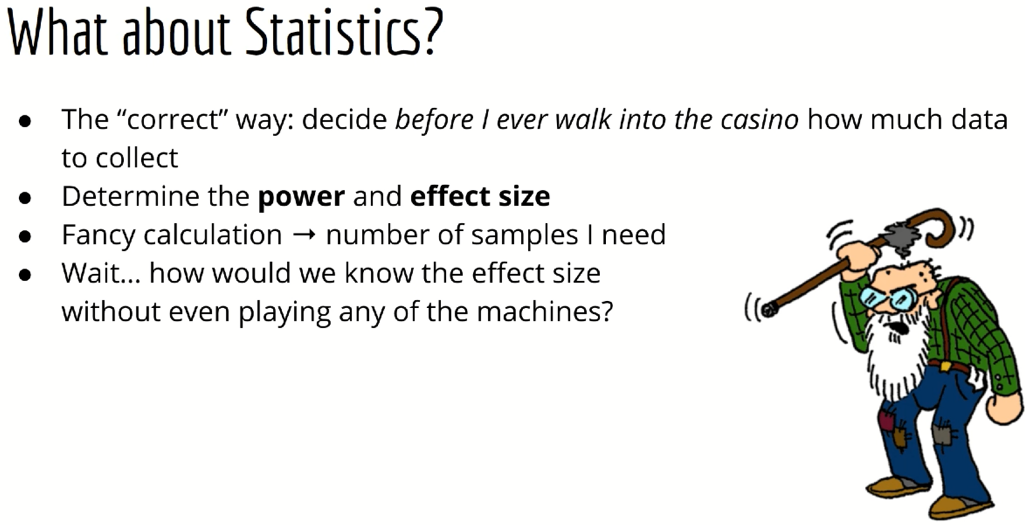 What about Statistics?
● The “correct” way: decide before I ever walk into the casino how much data
to collect
● Determine the power and effect size
● Fancy calculation → number of samples I need
● Wait... how would we know the effect size
without even playing any of the machines?